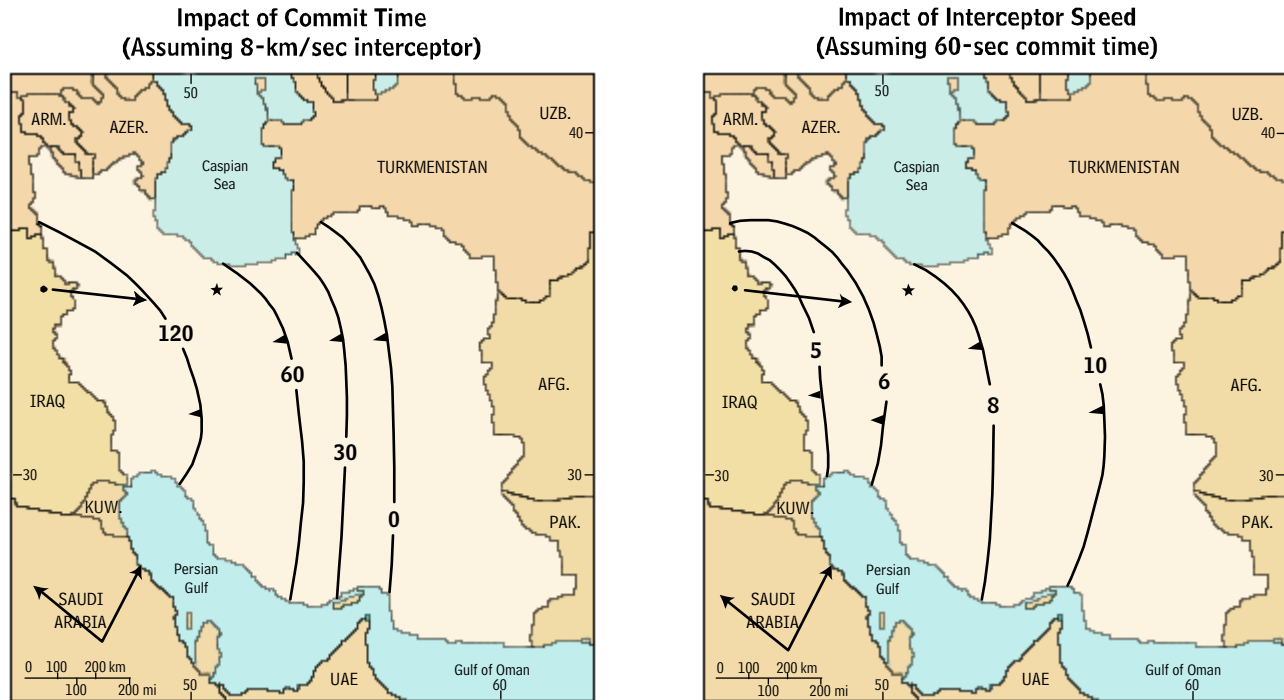 Impact of Commit Time
(Assuming 8-km/sec interceptor)
50
ARM.
AZER.
UZB.
40
Caspian
Sea
TURKMENISTAN
120
60
IRAQ
AFG.
30
30
30
KUW.
0
PAK.
Persian
Gulf
SAUDI
ARABIA
0 100 200 km
100 200 mi
50
UAE
Gulf of Oman
60
Impact of Interceptor Speed
(Assuming 60-sec commit time)
50
ARM.
AZER.
UZB.
40
Caspian
Sea
TURKMENISTAN
5
10
6
IRAQ
AFG.
8
30
30
KUW.
PAK.
Persian
Gulf
SAUDI
ARABIA
0 100 200 km
100 200 mi
50
UAE
Gulf of Oman
60